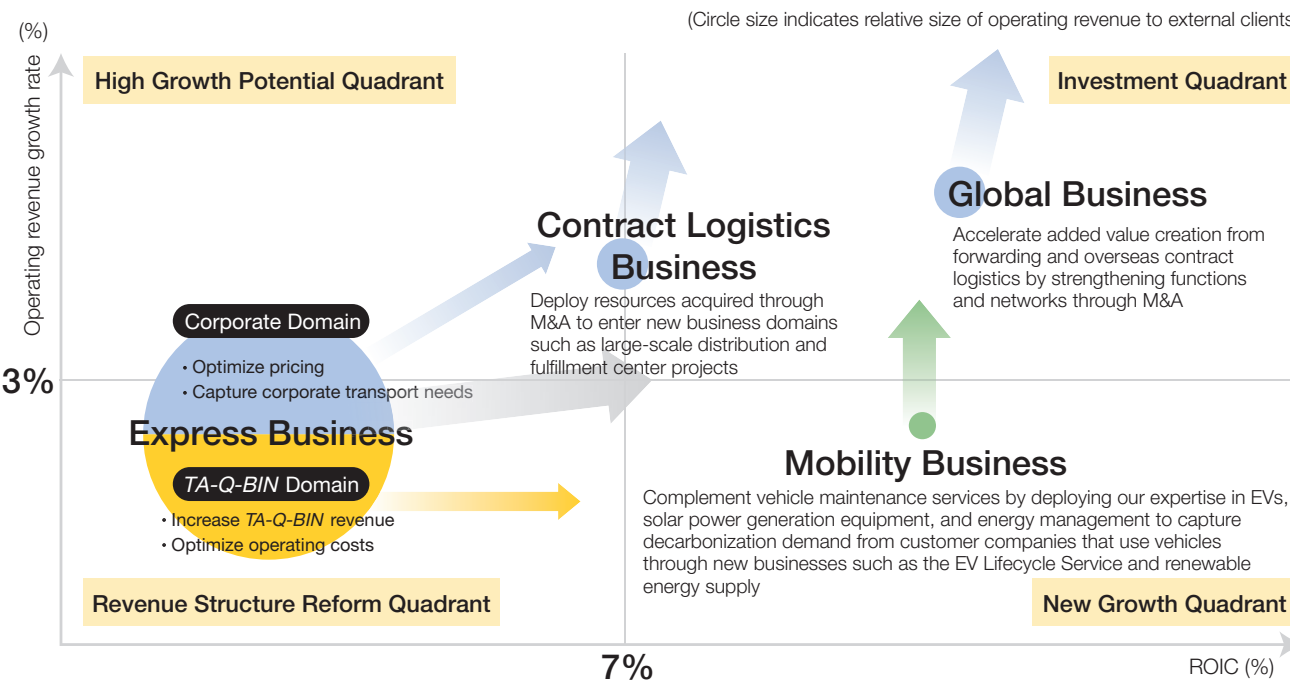 (Circle size indicates relative size of operating revenue to external clients
(%)
Operating revenue growth rate
High Growth Potential Quadrant
Investment Quadrant
Global Business
Accelerate added value creation from
forwarding and overseas contract
logistics by strengthening functions
and networks through M&A
Contract Logistics
Business
Deploy resources acquired through
M&A to enter new business domains
such as large-scale distribution and
fulfillment center projects
Corporate Domain
・Optimize pricing
・Capture corporate transport needs
3%
Express Business
TA-Q-BIN Domain
・Increase TA-Q-BIN revenue
・Optimize operating costs
Mobility Business
Complement vehicle maintenance services by deploying our expertise in EVs,
solar power generation equipment, and energy management to capture
decarbonization demand from customer companies that use vehicles
through new businesses such as the EV Lifecycle Service and renewable
energy supply
Revenue Structure Reform Quadrant
New Growth Quadrant
7%
ROIC (%)